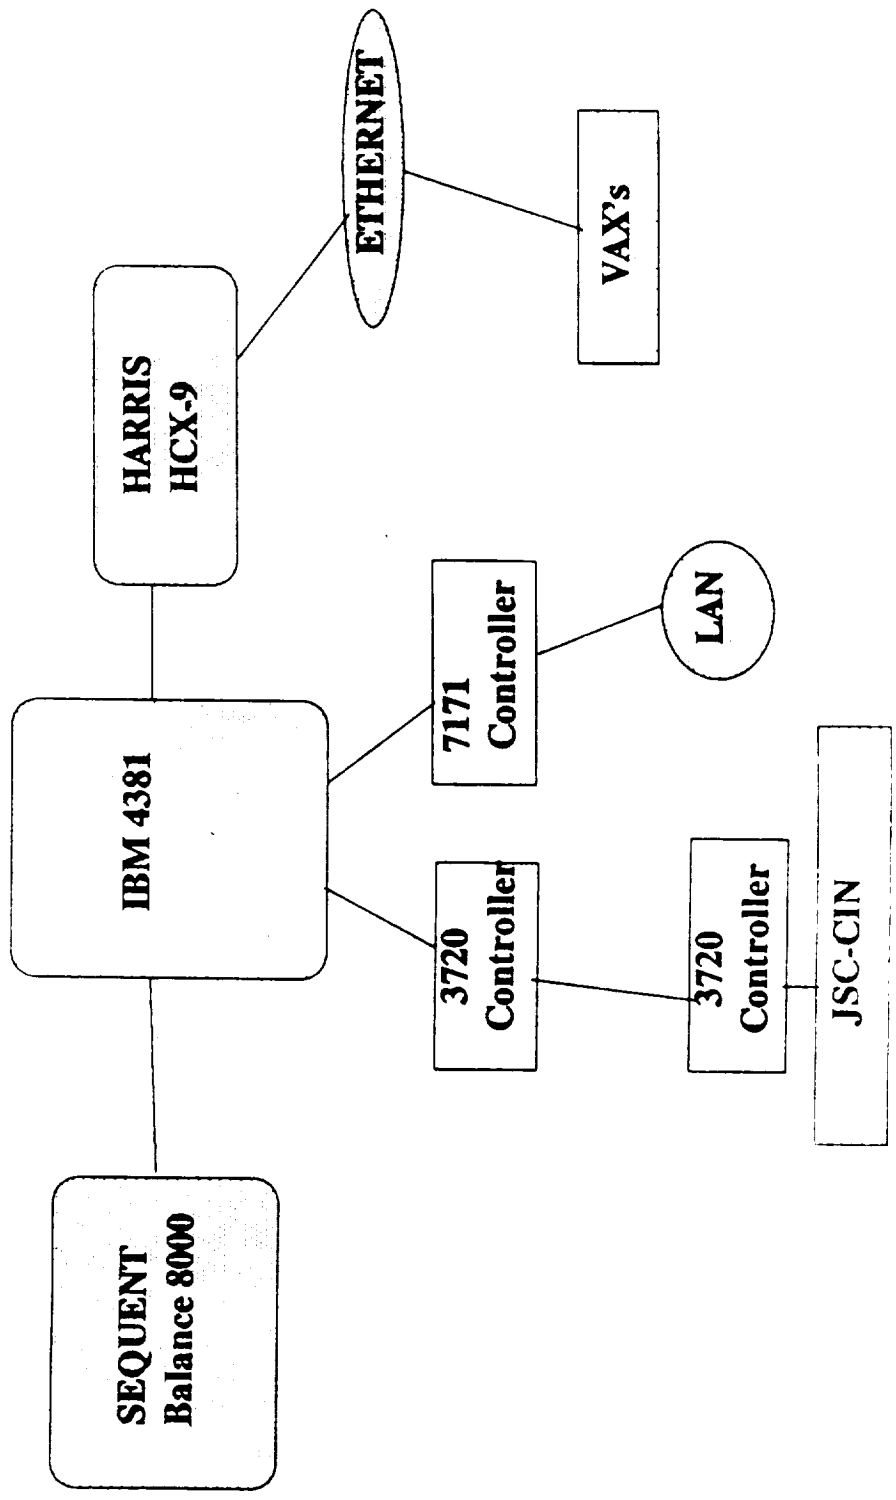 SEQUENT
Balance 8000
IBM 4381
HARRIS
HCX-9
3720
Controller
7171
Controller
ETHERNET
3720
Controller
LAN
VAX's
JSC-CIN